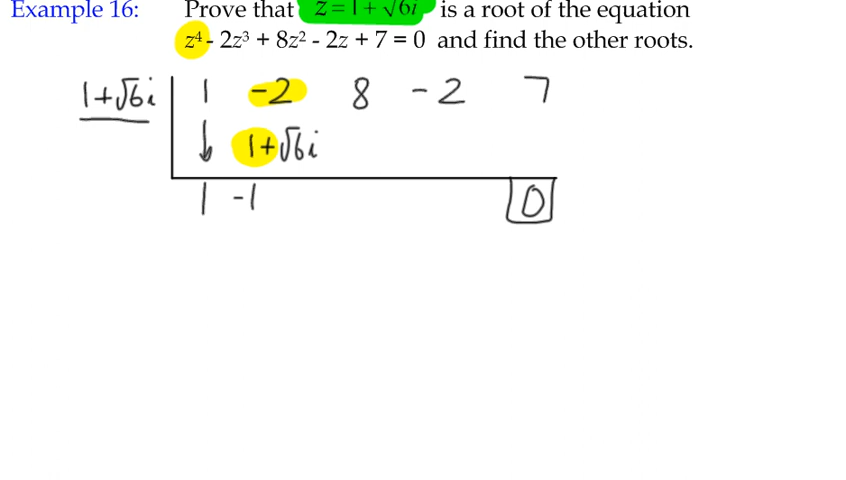 Example 16: Prove that z = 1 + √6i is a root of the equation
z⁴ - 2z³ + 8z² - 2z + 7 = 0 and find the other roots.
1+√6i 1 -2 8 -2 7
↓ 1+√6i
1 -1 0